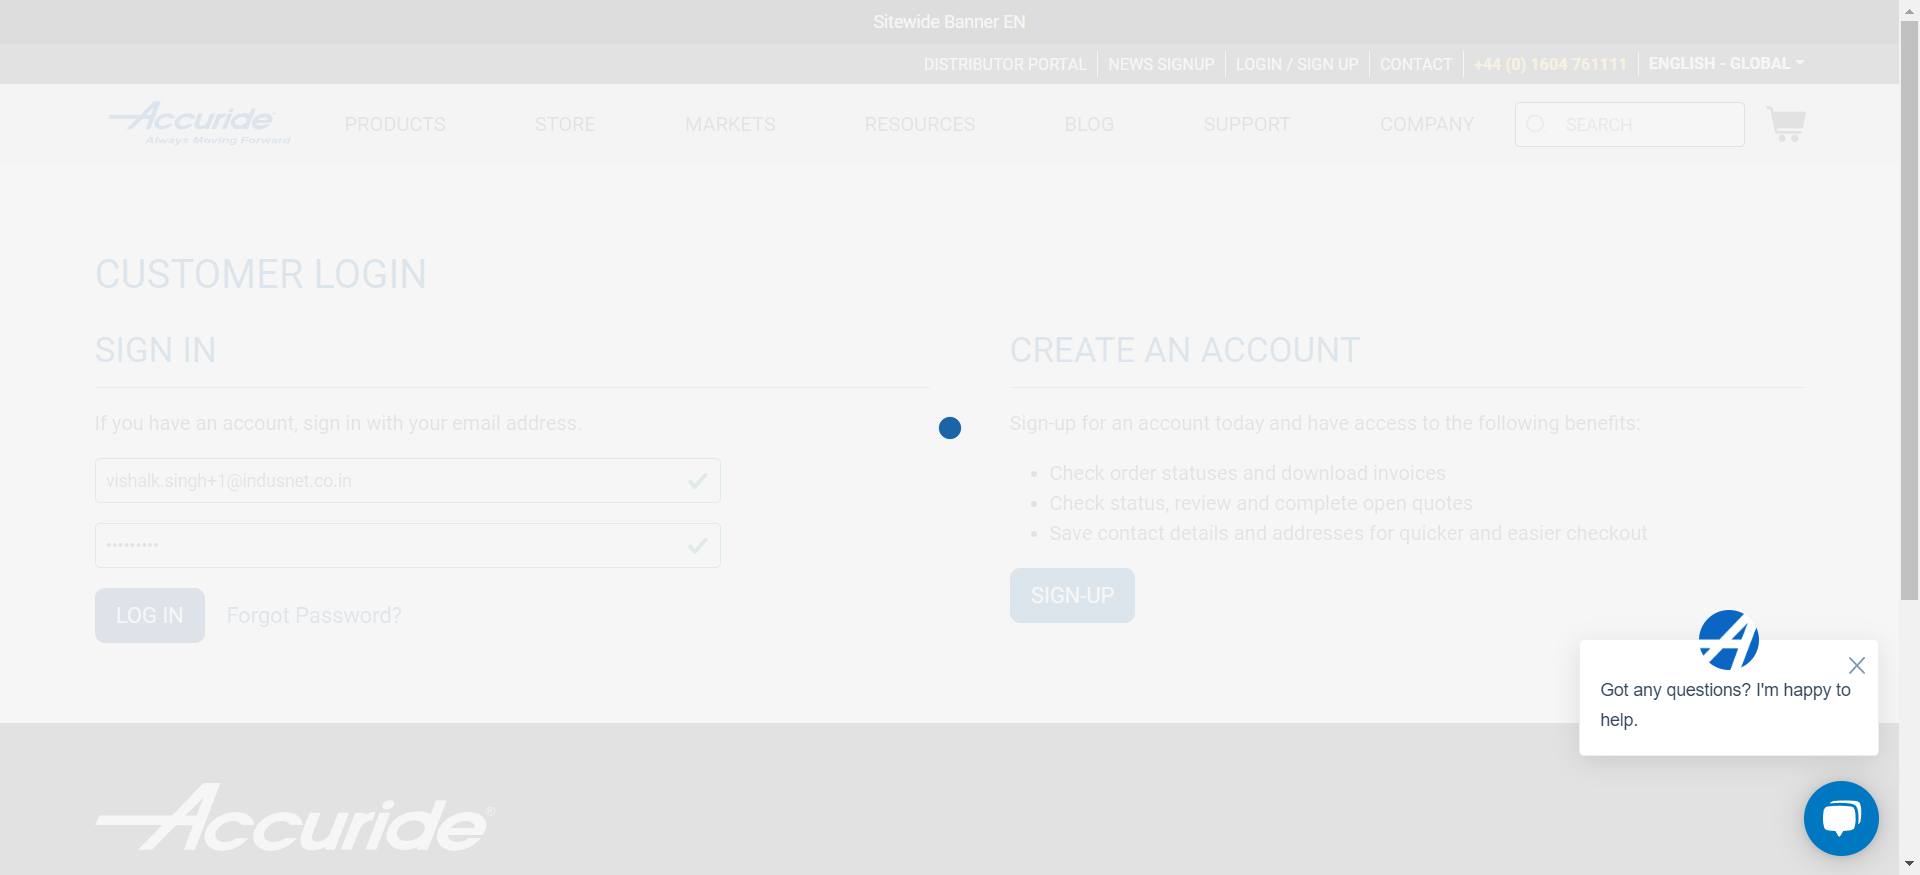 Sitewide Banner EN
DISTRIBUTOR PORTAL NEWS SIGNUP LOGIN / SIGN UP CONTACT +44 (0) 1604 761111 ENGLISH - GLOBAL
Accuride
Always Moving Forward
PRODUCTS STORE MARKETS RESOURCES BLOG SUPPORT COMPANY SEARCH
CUSTOMER LOGIN
SIGN IN
If you have an account, sign in with your email address.
vishalk.singh+1@indusnet.co.in
•••••••••
LOG IN Forgot Password?
CREATE AN ACCOUNT
Sign-up for an account today and have access to the following benefits:
• Check order statuses and download invoices
• Check status, review and complete open quotes
• Save contact details and addresses for quicker and easier checkout
SIGN-UP
Got any questions? I'm happy to
help.
Accuride®